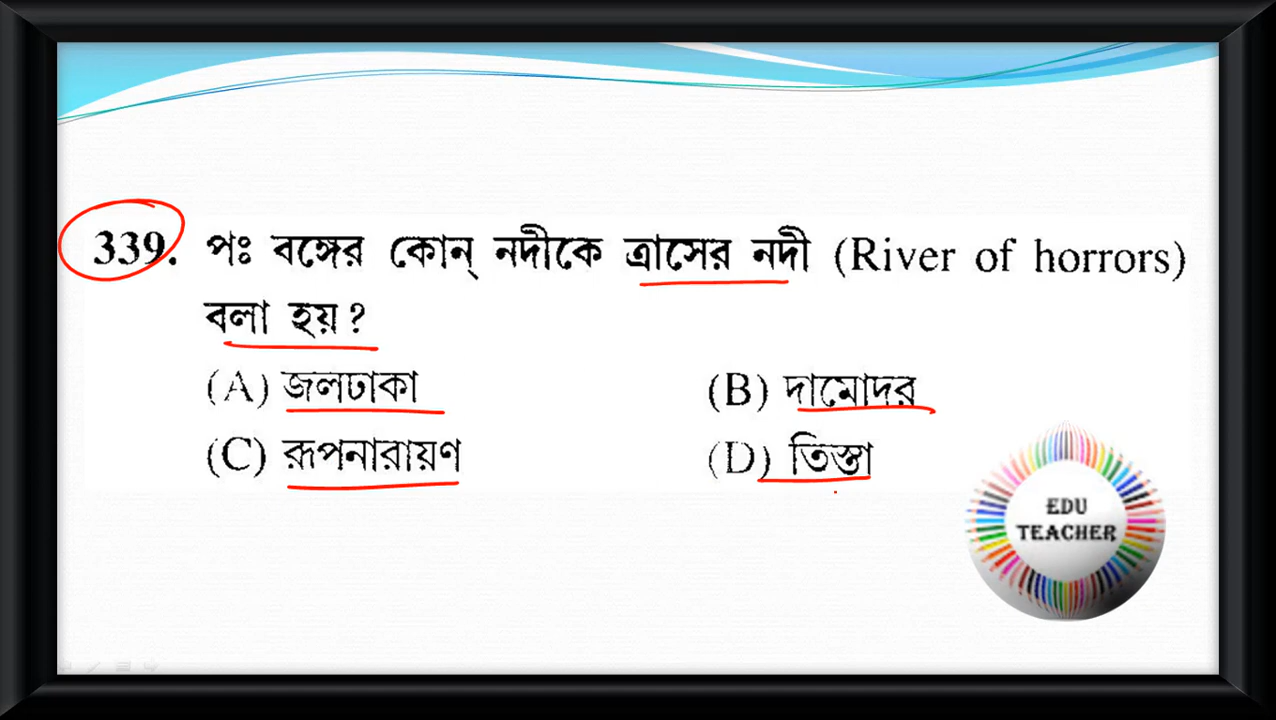 339. পঃ বঙ্গের কোন্ নদীকে ত্রাসের নদী (River of horrors)
বলা হয়?
(A) জলঢাকা (B) দামোদর
(C) রূপনারায়ণ (D) তিস্তা
EDU
TEACHER